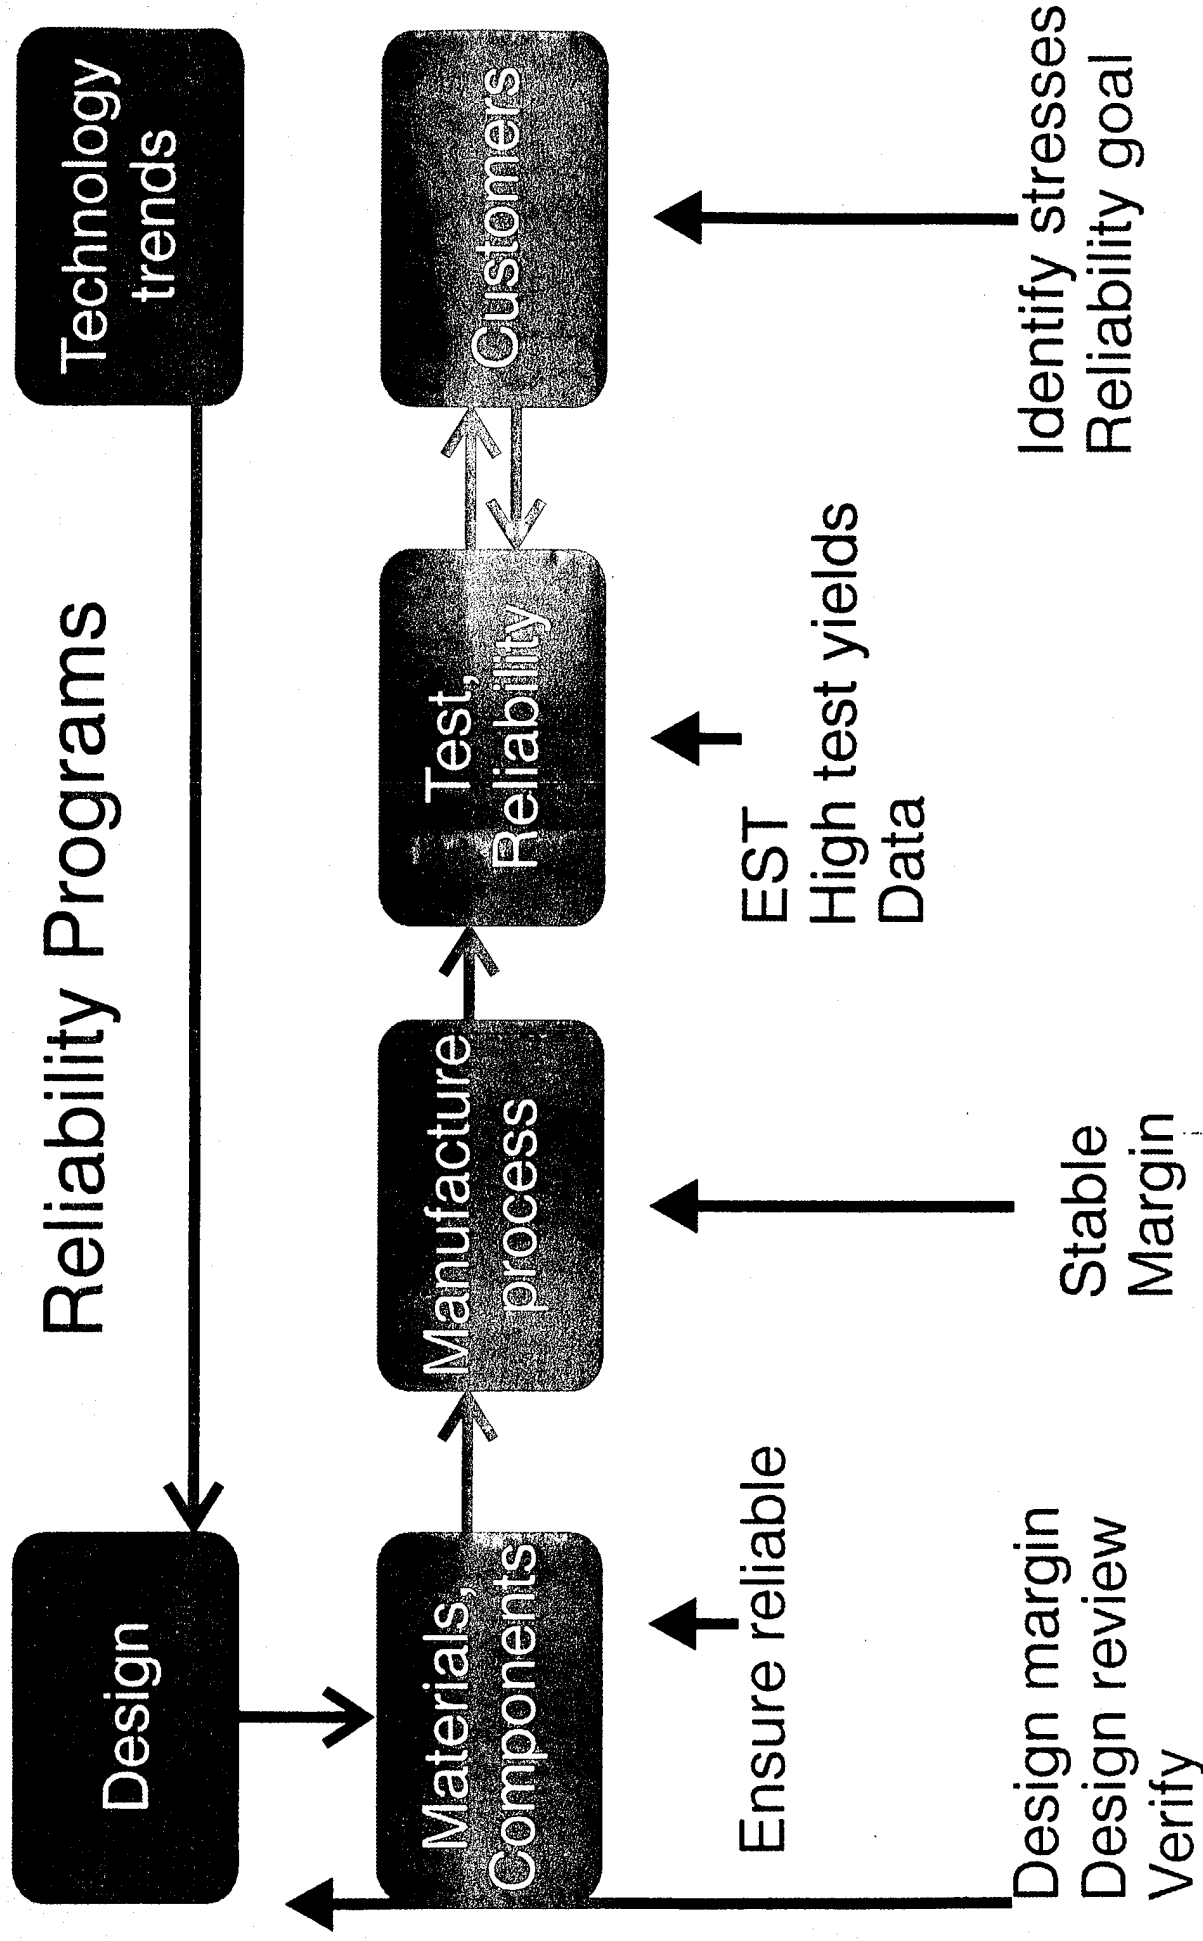 Reliability Programs
Design
Technology
trends
Materials,
Components
Manufacture
process
Test,
Reliability
Customers
Ensure reliable
EST
High test yields
Data
Design margin
Design review
Verify
Stable
Margin
Identify stresses
Reliability goal